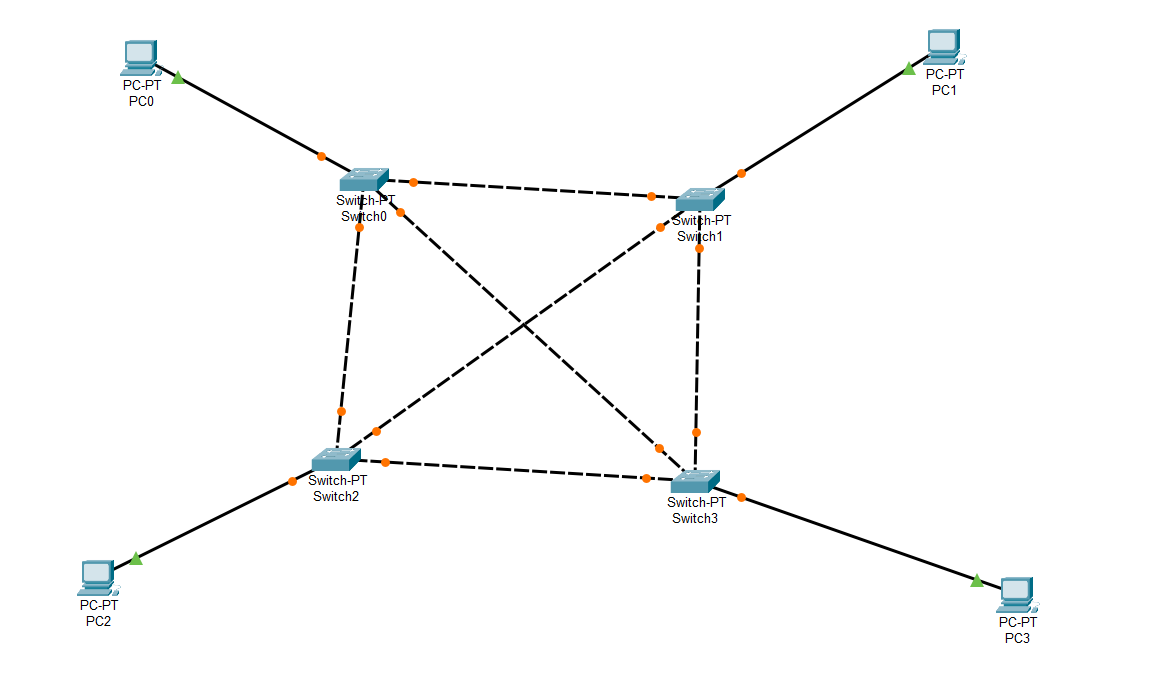 PC-PT
PC0
PC-PT
PC1
Switch-PT
Switch0
Switch-PT
Switch1
Switch-PT
Switch2
Switch-PT
Switch3
PC-PT
PC2
PC-PT
PC3